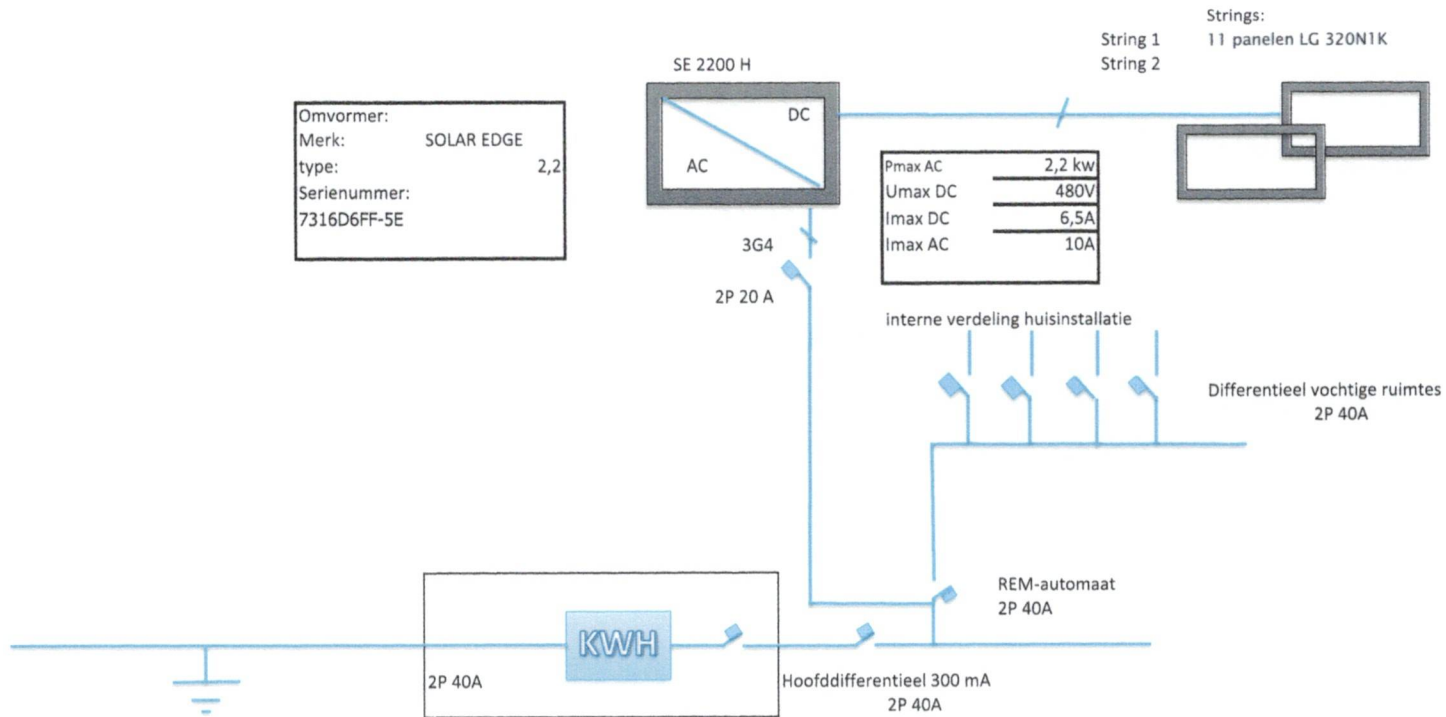 Strings:
String 1 11 panelen LG 320N1K
String 2
SE 2200 H
Omvormer:
Merk: SOLAR EDGE
type: 2,2
Serienummer:
7316D6FF-5E
DC
AC
Pmax AC 2,2 kw
Umax DC 480V
Imax DC 6,5A
Imax AC 10A
3G4
2P 20 A
interne verdeling huisinstallatie
Differentieel vochtige ruimtes
2P 40A
REM-automaat
2P 40A
KWH
2P 40A
Hoofddifferentieel 300 mA
2P 40A